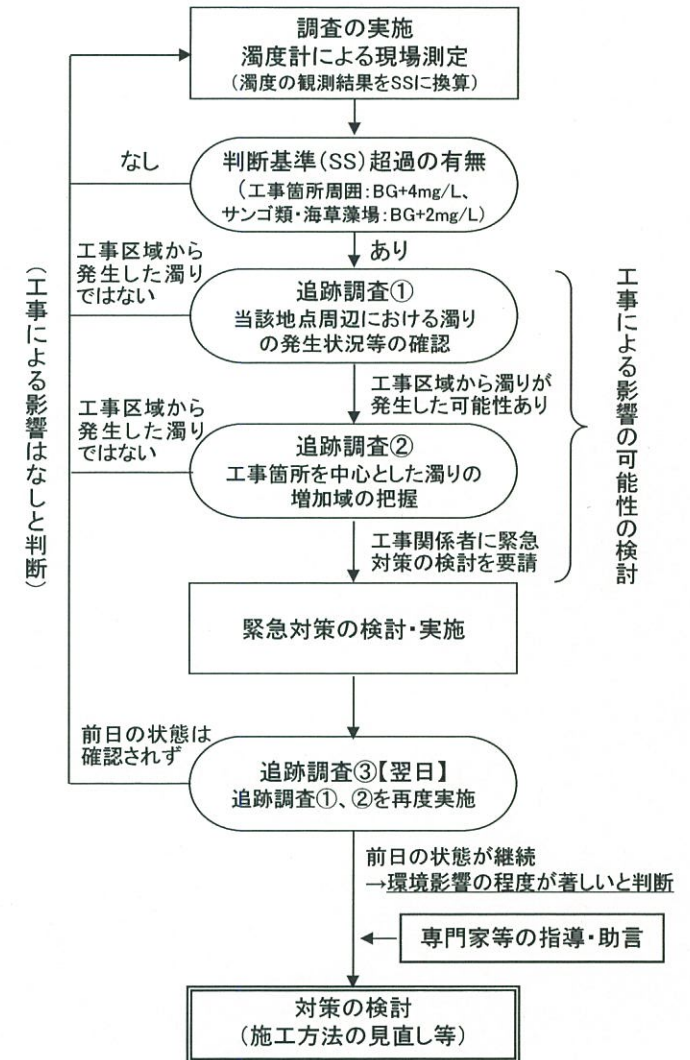 調査の実施
濁度計による現場測定
(濁度の観測結果をSSに換算)
なし
判断基準(SS)超過の有無
(工事箇所周囲:BG+4mg/L、
サンゴ類・海草藻場:BG+2mg/L)
あり
工事区域から
発生した濁り
ではない
追跡調査①
当該地点周辺における濁り
の発生状況等の確認
工事区域から濁りが
発生した可能性あり
工事区域から
発生した濁り
ではない
追跡調査②
工事箇所を中心とした濁りの
増加域の把握
工事関係者に緊急
対策の検討を要請
(工事による影響はなしと判断)
工事による影響の可能性の検討
緊急対策の検討・実施
前日の状態は
確認されず
追跡調査③【翌日】
追跡調査①、②を再度実施
前日の状態が継続
→環境影響の程度が著しいと判断
専門家等の指導・助言
対策の検討
(施工方法の見直し等)